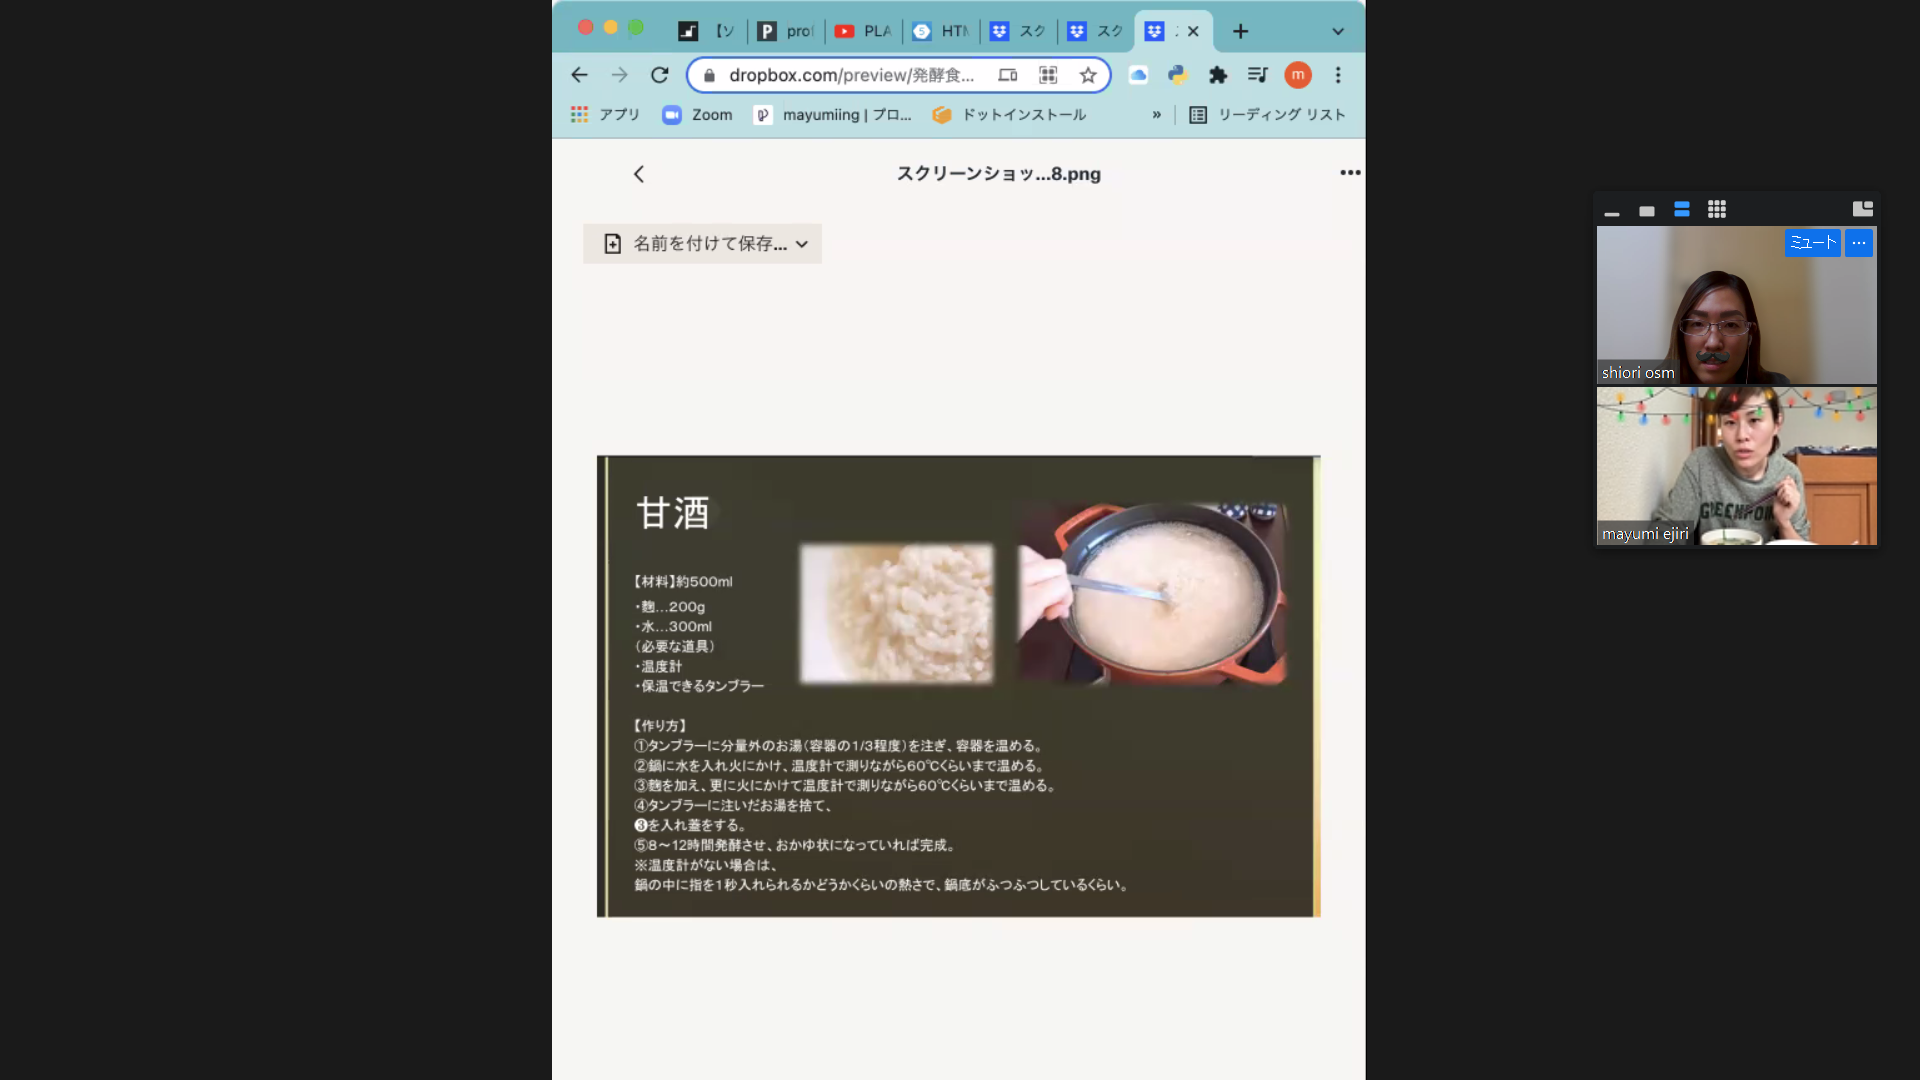 【ソ
prof
PLA
HTM
スク
スク
dropbox.com/preview/発酵食...
m
アプリ
Zoom
mayumiing | プロ...
ドットインストール
»
リーディング リスト
スクリーンショッ...8.png
名前を付けて保存...
甘酒
【材料】約500ml
・麹…200g
・水…300ml
(必要な道具)
・温度計
・保温できるタンブラー
【作り方】
①タンブラーに分量外のお湯(容器の1/3程度)を注ぎ、容器を温める。
②鍋に水を入れ火にかけ、温度計で測りながら60℃くらいまで温める。
③麹を加え、更に火にかけて温度計で測りながら60℃くらいまで温める。
④タンブラーに注いだお湯を捨て、
❸を入れ蓋をする。
⑤8〜12時間発酵させ、おかゆ状になっていれば完成。
※温度計がない場合は、
鍋の中に指を1秒入れられるかどうかくらいの熱さで、鍋底がふつふつしているくらい。
ミュート
shiori osm
GREENPOIN
mayumi ejiri